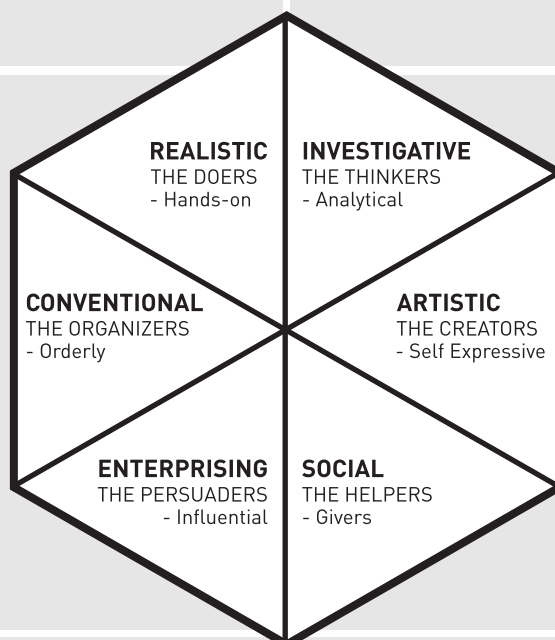 REALISTIC
THE DOERS
- Hands-on
INVESTIGATIVE
THE THINKERS
- Analytical
CONVENTIONAL
THE ORGANIZERS
- Orderly
ARTISTIC
THE CREATORS
- Self Expressive
ENTERPRISING
THE PERSUADERS
- Influential
SOCIAL
THE HELPERS
- Givers